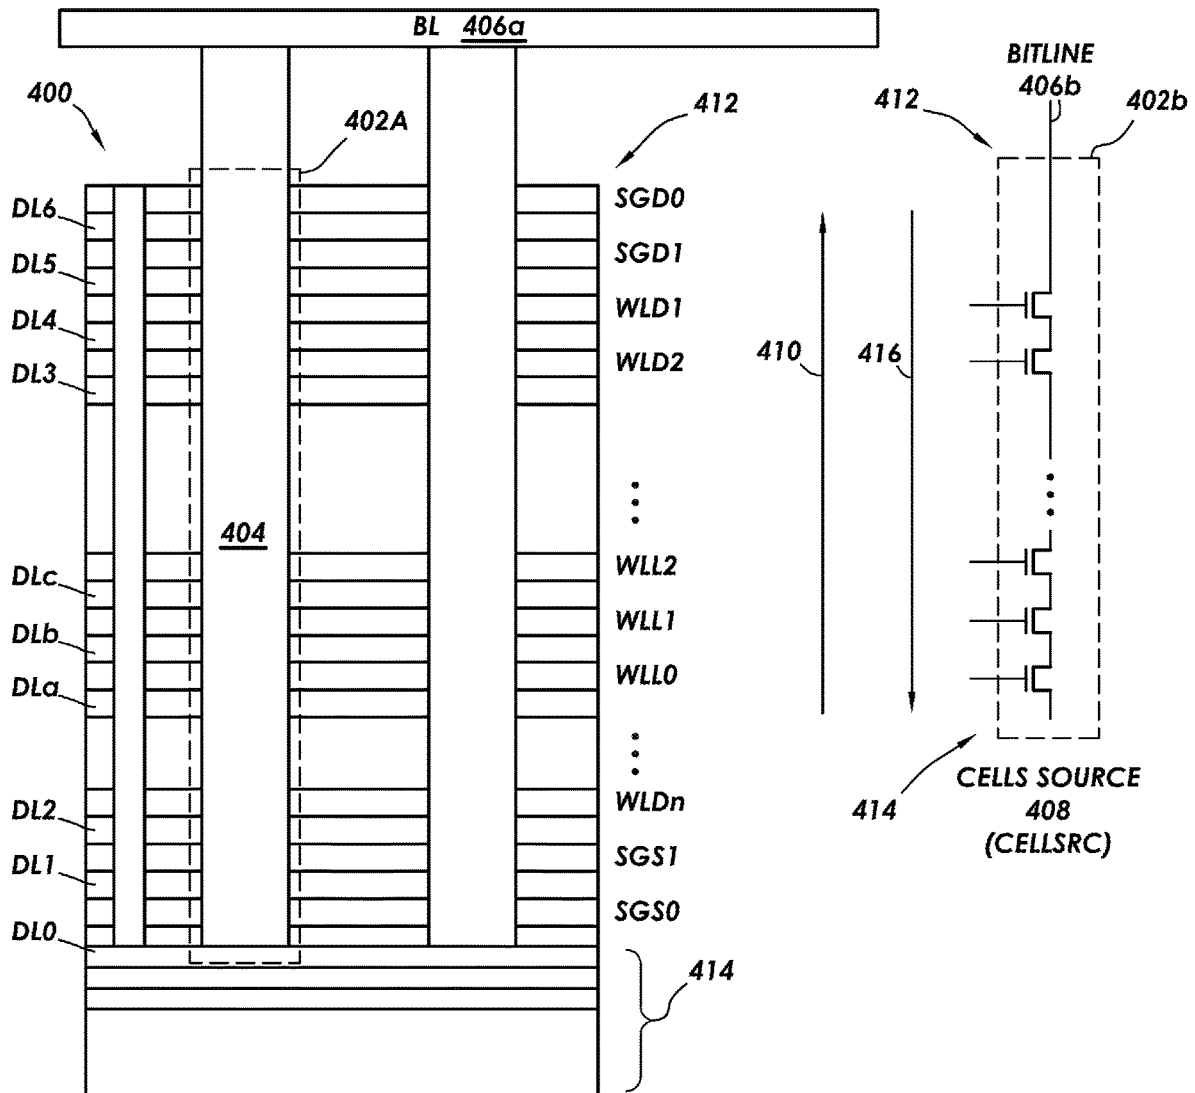 BL 406a
400
402A
412
DL6
DL5
DL4
DL3
DLc
DLb
DLa
DL2
DL1
DL0
404
SGD0
SGD1
WLD1
WLD2
WLL2
WLL1
WLL0
WLDn
SGS1
SGS0
414
410
416
BITLINE
406b
412
402b
414
CELLS SOURCE
408
(CELLSRC)